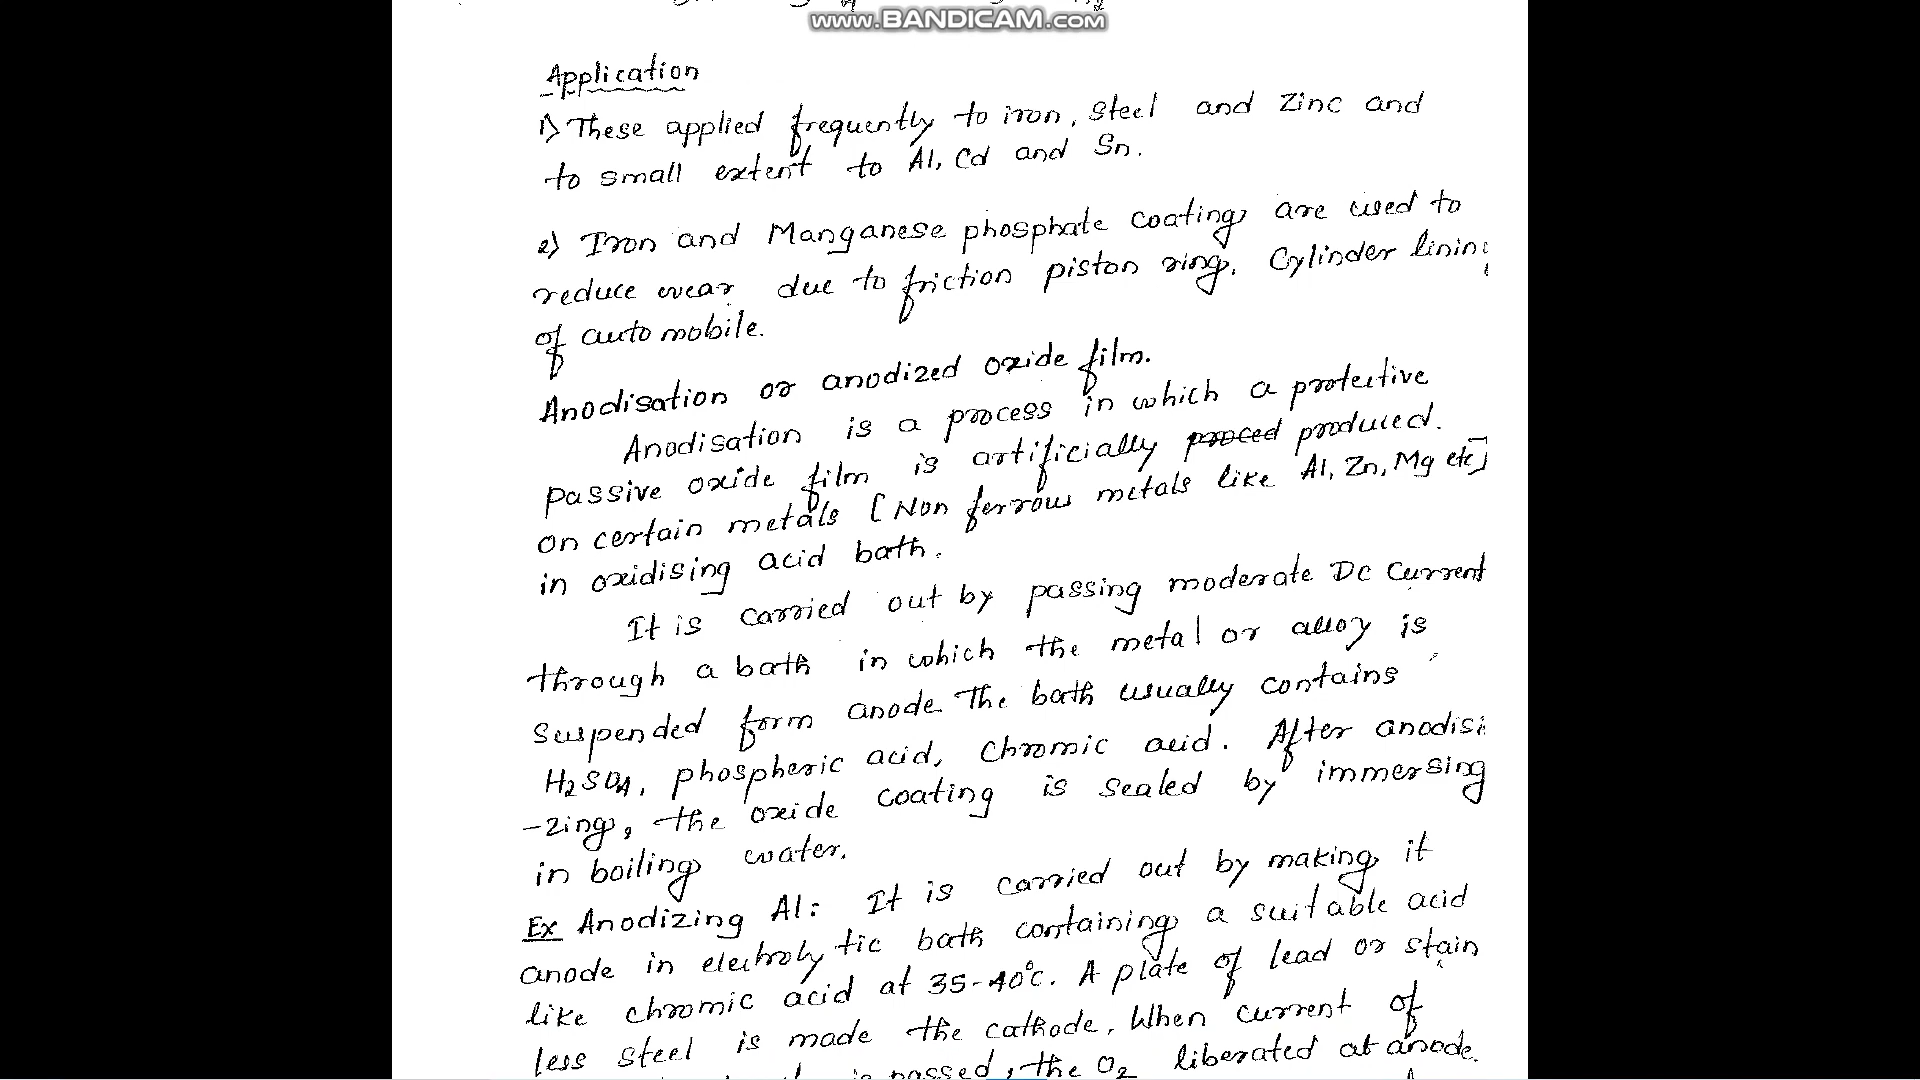 www.BANDICAM.com
Application
1) These applied frequently to iron, steel and zinc and
to small extent to Al, Cd and Sn.
2) Iron and Manganese phosphate coating are used to
reduce wear due to friction piston ring, Cylinder lining
of auto mobile.
Anodisation or anodized oxide film.
Anodisation is a process in which a protective
passive oxide film is artificially proced produced.
on certain metals [Non ferrous metals like Al, Zn, Mg etc]
in oxidising acid bath.
It is carried out by passing moderate Dc current
through a bath in which the metal or alloy is
suspended form anode. The bath usually contains
H2SO4, phospheric acid, chromic acid. After anodisi
-zing, the oxide coating is sealed by immersing
in boiling water.
Ex Anodizing Al: It is carried out by making it
anode in electrolytic bath containing a suitable acid
like chromic acid at 35-40°c. A plate of lead or stain
less steel is made the cathode. When current of
is passed, the O2 liberated at anode.